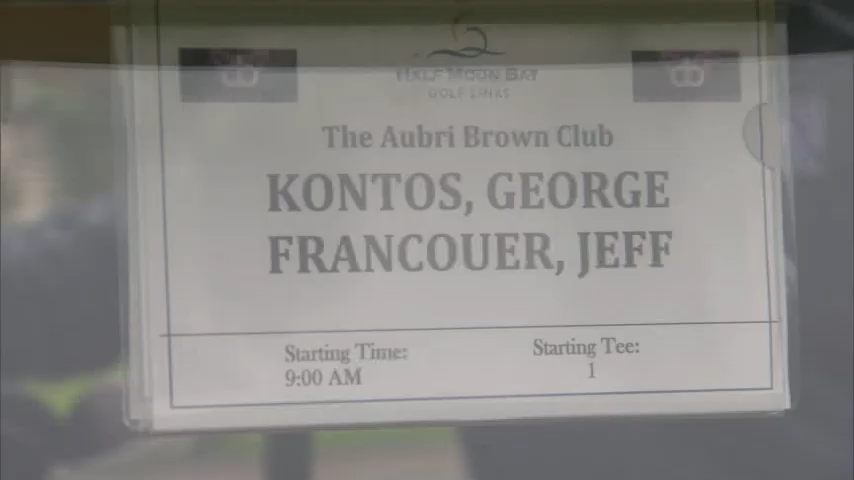 HALF MOON BAY
GOLF LINKS
The Aubri Brown Club
KONTOS, GEORGE
FRANCOUER, JEFF
Starting Time:
9:00 AM
Starting Tee:
1